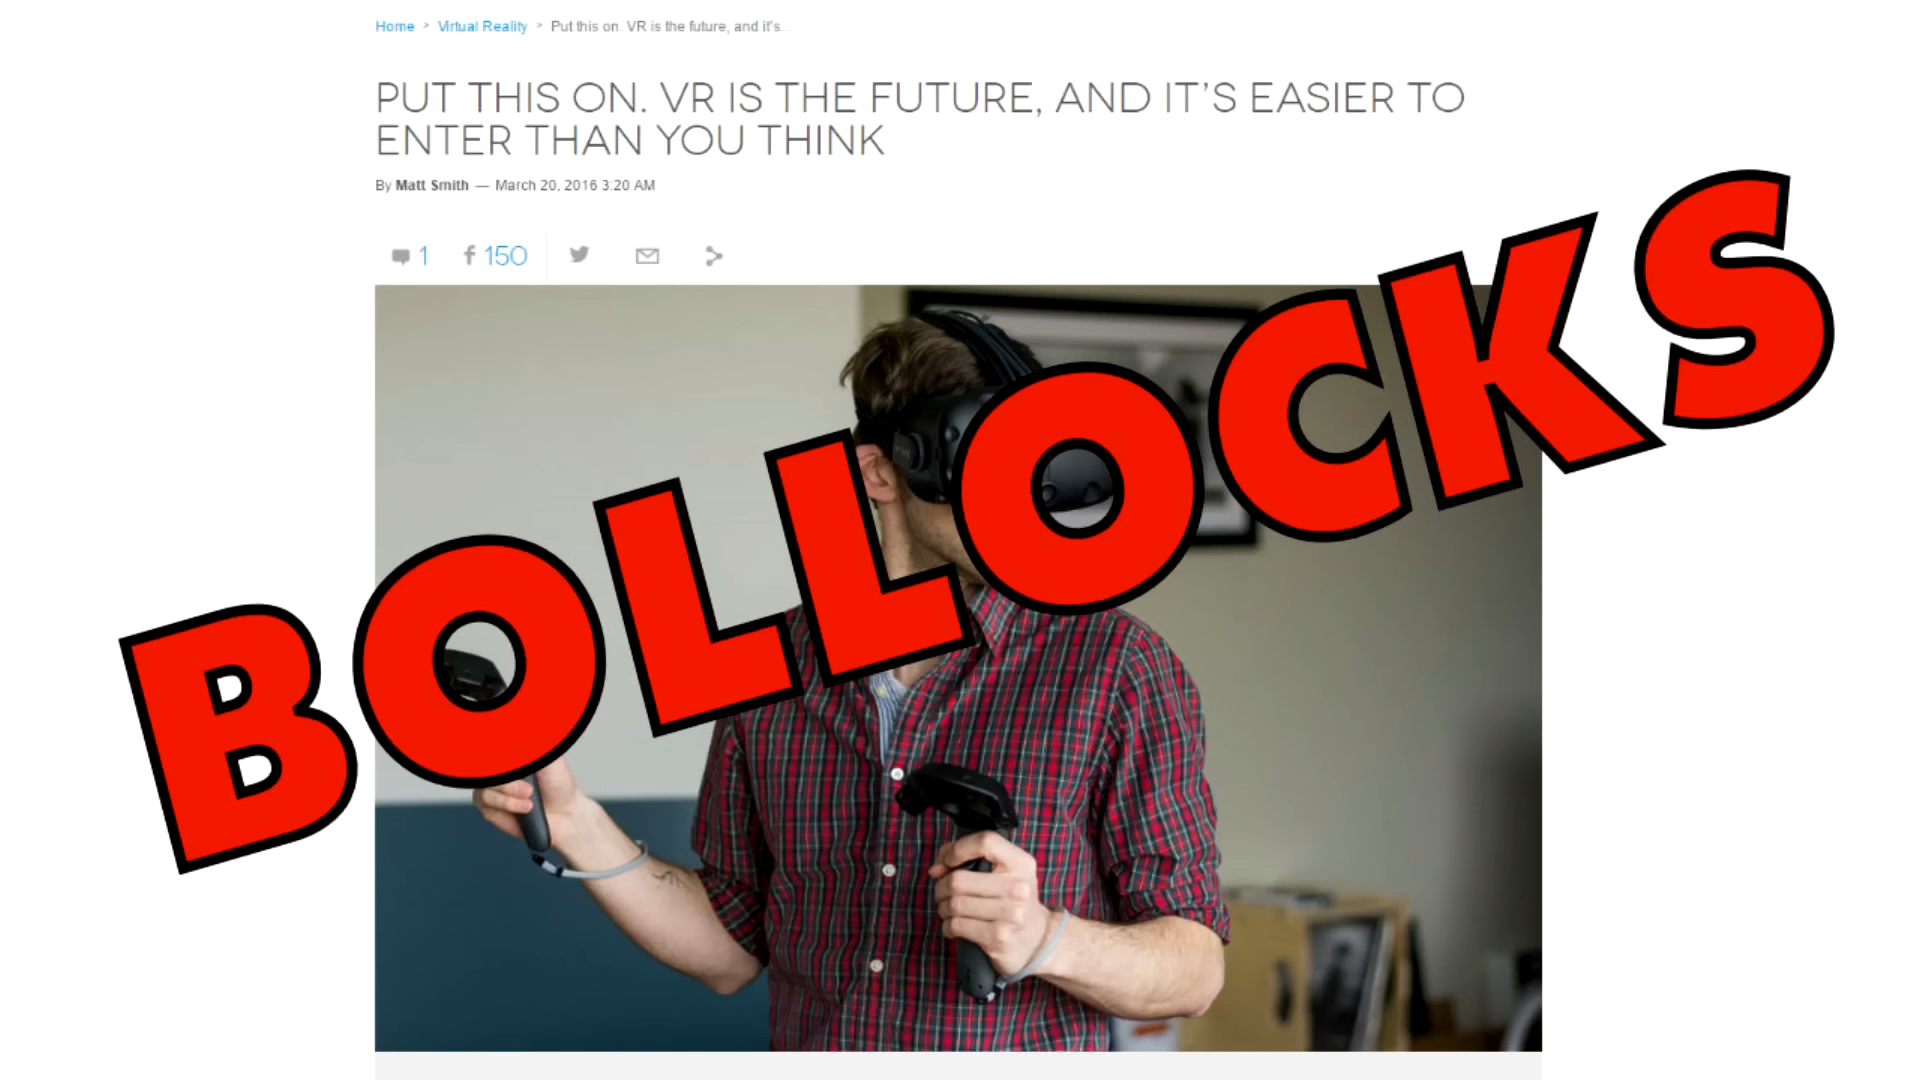 Home > Virtual Reality > Put this on. VR is the future, and it's...
PUT THIS ON. VR IS THE FUTURE, AND IT'S EASIER TO
ENTER THAN YOU THINK
By Matt Smith — March 20, 2016 3:20 AM
1 150
BOLLOCKS